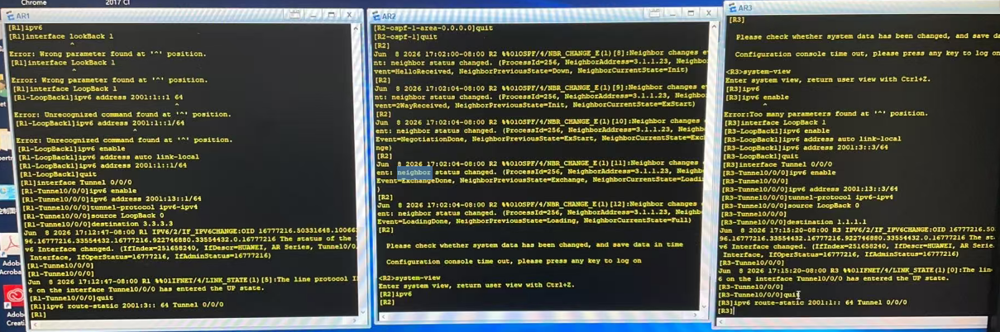 Chrome
2017 CI
AR1
[R1]ipv6
[R1]interface lookBack 1
^
Error: Wrong parameter found at '^' position.
[R1]interface LookBack 1
^
Error: Wrong parameter found at '^' position.
[R1]interface LoopBack 1
[R1-LoopBack1]ipv6 address 2001:1::1 64
^
Error: Unrecognized command found at '^' position.
[R1-LoopBack1]ipv6 address 2001:1::1/64
^
Error: Unrecognized command found at '^' position.
[R1-LoopBack1]ipv6 enable
[R1-LoopBack1]ipv6 address auto link-local
[R1-LoopBack1]ipv6 address 2001:1::1/64
[R1-LoopBack1]quit
[R1]interface Tunnel 0/0/0
[R1-Tunnel0/0/0]ipv6 enable
[R1-Tunnel0/0/0]ipv6 address 2001:13::1/64
[R1-Tunnel0/0/0]tunnel-protocol ipv6-ipv4
[R1-Tunnel0/0/0]source LoopBack 0
[R1-Tunnel0/0/0]destination 3.3.3.3
Jun 8 2026 17:12:47-08:00 R1 IPV6/2/IF_IPV6CHANGE:OID 16777216.50331648.10066
96.16777216.33554432.16777216.922746880.33554432.0.16777216 The status of the
v6 Interface changed. (IfIndex=251658240, IfDescr=HUAWEI, AR Series, Tunnel0/0/
Interface, IfOperStatus=16777216, IfAdminStatus=16777216)
[R1-Tunnel0/0/0]
[R1-Tunnel0/0/0]
Jun 8 2026 17:12:47-08:00 R1 %%01IFNET/4/LINK_STATE(1)[5]:The line protocol I
6 on the interface Tunnel0/0/0 has entered the UP state.
[R1-Tunnel0/0/0]quit
[R1]ipv6 route-static 2001:3:: 64 Tunnel 0/0/0
[R1]
AR2
[R2-ospf-1-area-0.0.0.0]quit
[R2-ospf-1]quit
[R2]
Jun 8 2026 17:02:00-08:00 R2 %%01OSPF/4/NBR_CHANGE_E(1)[8]:Neighbor changes e
nt: neighbor status changed. (ProcessId=256, NeighborAddress=3.1.1.23, Neighbo
vent=HelloReceived, NeighborPreviousState=Down, NeighborCurrentState=Init)
[R2]
Jun 8 2026 17:02:04-08:00 R2 %%01OSPF/4/NBR_CHANGE_E(1)[9]:Neighbor changes e
nt: neighbor status changed. (ProcessId=256, NeighborAddress=3.1.1.23, Neighbo
vent=2WayReceived, NeighborPreviousState=Init, NeighborCurrentState=ExStart)
[R2]
Jun 8 2026 17:02:04-08:00 R2 %%01OSPF/4/NBR_CHANGE_E(1)[10]:Neighbor changes
ent: neighbor status changed. (ProcessId=256, NeighborAddress=3.1.1.23, Neighb
Event=NegotiationDone, NeighborPreviousState=ExStart, NeighborCurrentState=Exc
nge)
[R2]
Jun 8 2026 17:02:04-08:00 R2 %%01OSPF/4/NBR_CHANGE_E(1)[11]:Neighbor changes
ent: neighbor status changed. (ProcessId=256, NeighborAddress=3.1.1.23, Neighb
Event=ExchangeDone, NeighborPreviousState=Exchange, NeighborCurrentState=Loadi
)
[R2]
Jun 8 2026 17:02:04-08:00 R2 %%01OSPF/4/NBR_CHANGE_E(1)[12]:Neighbor changes
ent: neighbor status changed. (ProcessId=256, NeighborAddress=3.1.1.23, Neighb
Event=LoadingDone, NeighborPreviousState=Loading, NeighborCurrentState=Full)
[R2]
Please check whether system data has been changed, and save data in time
Configuration console time out, please press any key to log on
<R2>system-view
Enter system view, return user view with Ctrl+Z.
[R2]ipv6
[R2]
AR3
[R3]
Please check whether system data has been changed, and save da
Configuration console time out, please press any key to log on
<R3>system-view
Enter system view, return user view with Ctrl+Z.
[R3]ipv6
[R3]ipv6 enable
^
Error:Too many parameters found at '^' position.
[R3]interface LoopBack 1
[R3-LoopBack1]ipv6 enable
[R3-LoopBack1]ipv6 address auto link-local
[R3-LoopBack1]ipv6 address 2001:3::3/64
[R3-LoopBack1]quit
[R3]interface Tunnel 0/0/0
[R3-Tunnel0/0/0]ipv6 enable
[R3-Tunnel0/0/0]
[R3-Tunnel0/0/0]ipv6 address 2001:13::3/64
[R3-Tunnel0/0/0]tunnel-protocol ipv6-ipv4
[R3-Tunnel0/0/0]source LoopBack 0
[R3-Tunnel0/0/0]destination 1.1.1.1
Jun 8 2026 17:15:20-08:00 R3 IPV6/2/IF_IPV6CHANGE:OID 16777216.50
96.16777216.33554432.16777216.922746880.33554432.0.16777216 The st
v6 Interface changed. (IfIndex=251658240, IfDescr=HUAWEI, AR Serie
Interface, IfOperStatus=16777216, IfAdminStatus=16777216)
[R3-Tunnel0/0/0]
Jun 8 2026 17:15:20-08:00 R3 %%01IFNET/4/LINK_STATE(1)[0]:The lin
6 on the interface Tunnel0/0/0 has entered the UP state.
[R3-Tunnel0/0/0]
[R3-Tunnel0/0/0]quit
[R3]ipv6 route-static 2001:1:: 64 Tunnel 0/0/0
[R3]
Adob
Acroba
Adob
Creati